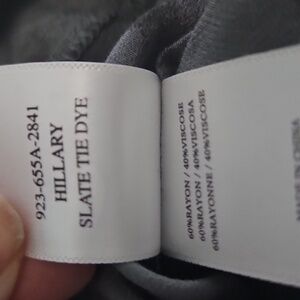 923-655A-2841
HILLARY
SLATE TIE DYE
60%RAYON / 40%VISCOSE
60%RAYON / 40%VISCOSA
60%RAYONNE / 40%VISCOSE